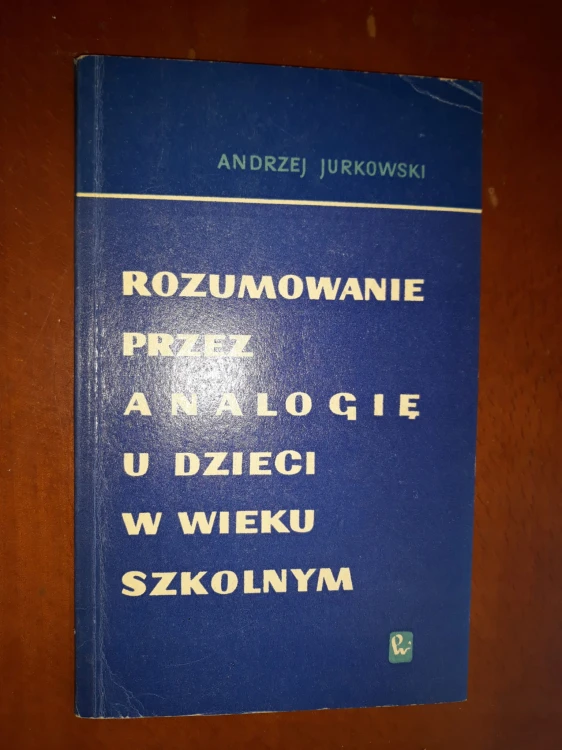 ANDRZEJ JURKOWSKI
ROZUMOWANIE
PRZEZ
ANALOGIĘ
U DZIECI
W WIEKU
SZKOLNYM